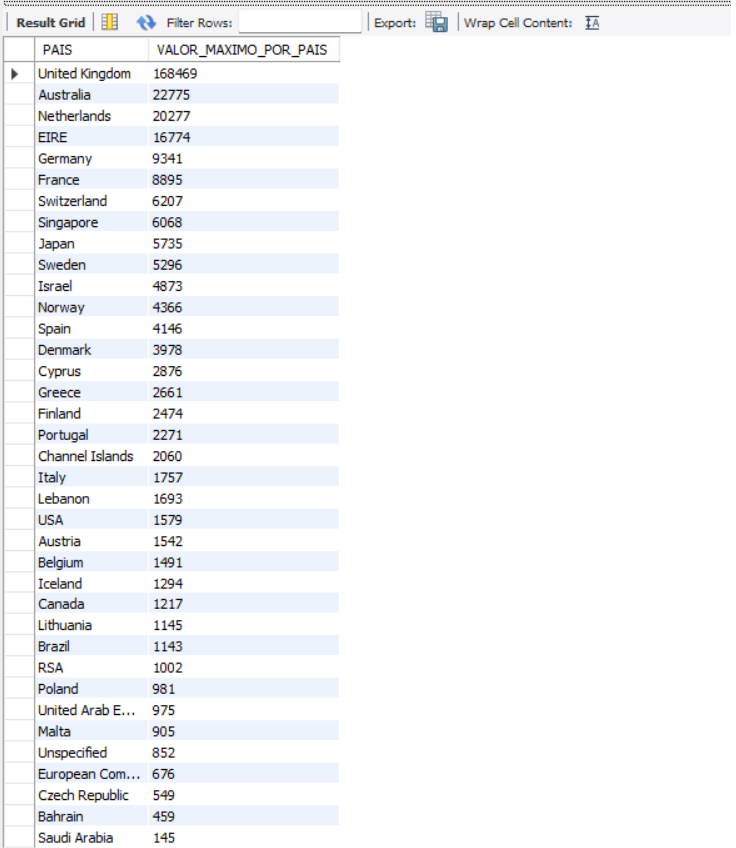 Result Grid Filter Rows: Export: Wrap Cell Content: IA
PAIS VALOR_MAXIMO_POR_PAIS
United Kingdom 168469
Australia 22775
Netherlands 20277
EIRE 16774
Germany 9341
France 8895
Switzerland 6207
Singapore 6068
Japan 5735
Sweden 5296
Israel 4873
Norway 4366
Spain 4146
Denmark 3978
Cyprus 2876
Greece 2661
Finland 2474
Portugal 2271
Channel Islands 2060
Italy 1757
Lebanon 1693
USA 1579
Austria 1542
Belgium 1491
Iceland 1294
Canada 1217
Lithuania 1145
Brazil 1143
RSA 1002
Poland 981
United Arab E... 975
Malta 905
Unspecified 852
European Com... 676
Czech Republic 549
Bahrain 459
Saudi Arabia 145